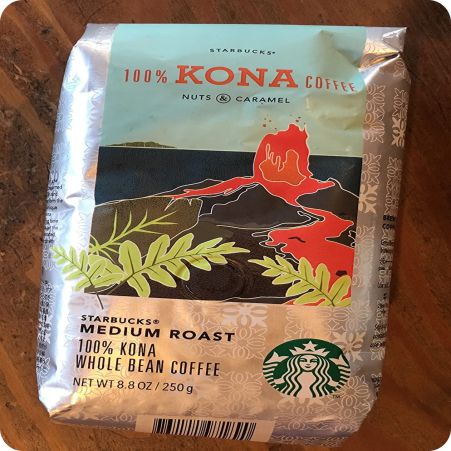 STARBUCKS®
100% KONA COFFEE
NUTS & CARAMEL
STARBUCKS®
MEDIUM ROAST
100% KONA
WHOLE BEAN COFFEE
NET WT 8.8 OZ / 250 g
TM